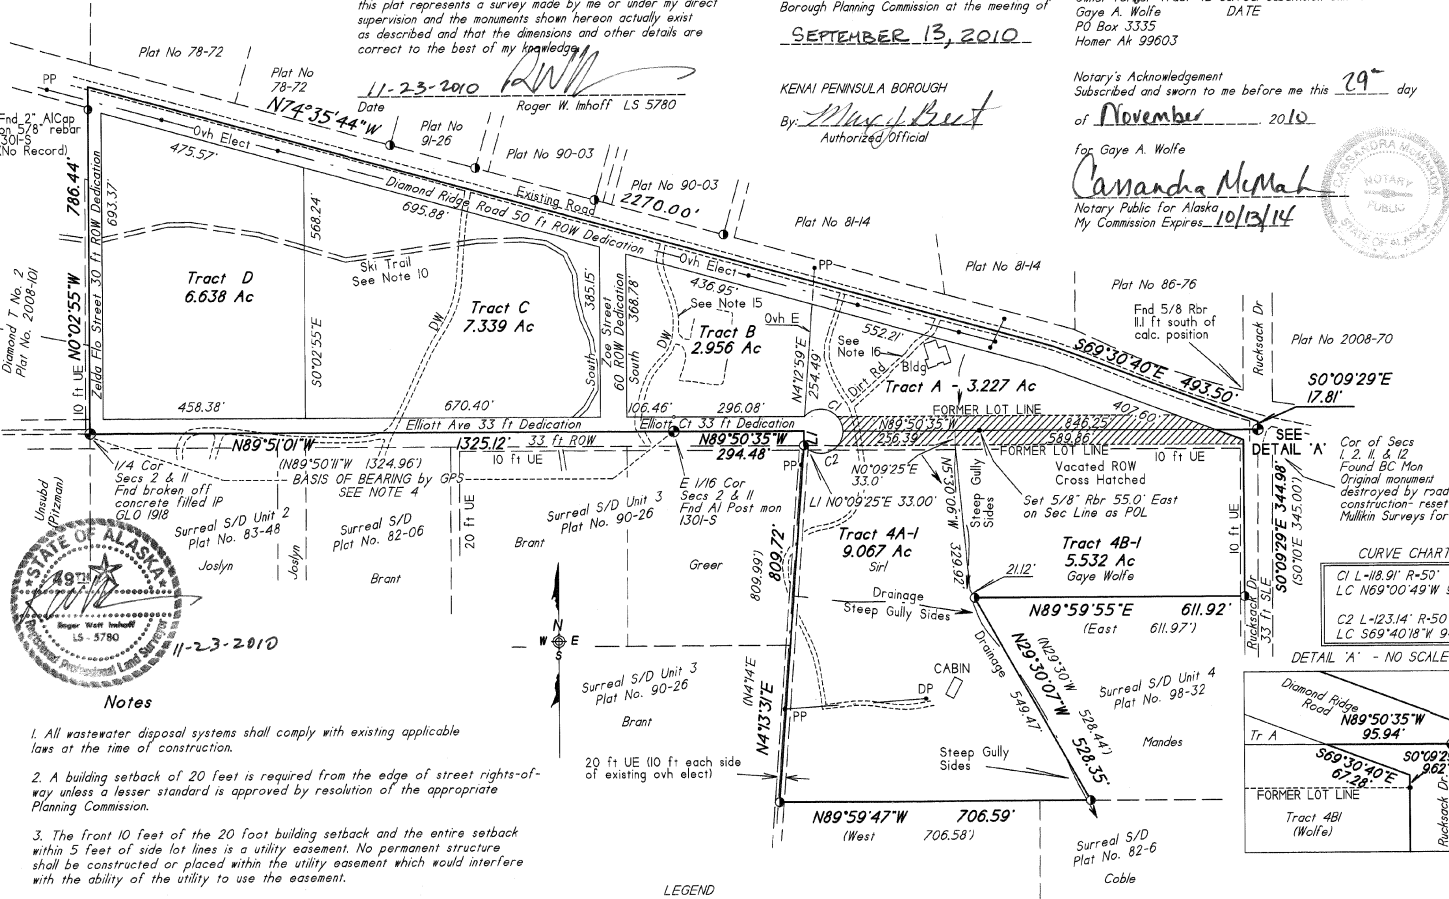 this plat represents a survey made by me or under my direct
supervision and the monuments shown hereon actually exist
as described and that the dimensions and other details are
correct to the best of my knowledge.
11-23-2010
Date
Roger W. Imhoff LS 5780
Borough Planning Commission at the meeting of
SEPTEMBER 13, 2010
KENAI PENINSULA BOROUGH
By:
Authorized Official
Gaye A. Wolfe DATE
PO Box 3335
Homer Ak 99603
Notary's Acknowledgement
Subscribed and sworn to me before me this 29th day
of November . 2010
for Gaye A. Wolfe
Cassandra McMah
Notary Public for Alaska
My Commission Expires 10/13/14
NOTARY
PUBLIC
STATE OF ALASKA
Plat No 78-72
PP
Plat No
78-72
N74°35'44"W
Plat No
91-26
Plat No 90-03
Plat No 90-03
2270.00'
Plat No 81-14
Plat No 81-14
Plat No 86-76
Fnd 2" AlCap
on 5/8" rebar
1301-S
(No Record)
Ovh Elect
475.57'
Existing Road
Diamond Ridge Road 50 ft ROW Dedication
695.88'
Ovh Elect
436.95'
PP
786.44'
N0°02'55"W
Zelda Flo Street 30 ft ROW Dedication
693.37'
10 ft UE
Diamond T No. 2
Plat No. 2008-101
Tract D
6.638 Ac
568.24'
S0°02'55"E
Ski Trail
See Note 10
Tract C
7.339 Ac
DW
385.15'
South
Zoe Street
60 ROW Dedication
368.78'
South
DW
See Note 15
Tract B
2.956 Ac
Ovh E
N4°12'59"E
254.49'
552.21'
See
Note 16
Bldg
Dirt Rd
Tract A - 3.227 Ac
Fnd 5/8 Rbr
11.1 ft south of
calc. position
Rucksack Dr
Plat No 2008-70
S69°30'40"E 493.50'
S0°09'29"E
17.81'
407.60'
458.38'
670.40'
106.46'
296.08'
C1
FORMER LOT LINE
Elliott Ave 33 ft Dedication
Elliott Ct 33 ft Dedication
N89°50'35"W 846.25'
N89°51'01"W 1325.12' 33 ft ROW
N89°50'35"W
294.48'
L1
256.39' 589.86'
FORMER LOT LINE
10 ft UE
SEE
DETAIL 'A'
(N89°50'11"W 1324.96')
BASIS OF BEARING by GPS
SEE NOTE 4
10 ft UE
PP
C2
N0°09'25"E
33.0'
Vacated ROW
Cross Hatched
1/4 Cor
Secs 2 & 11
Fnd broken off
concrete filled IP
GLO 1918
E 1/16 Cor
Secs 2 & 11
Fnd Al Post mon
1301-S
L1 N0°09'25"E 33.00'
Set 5/8" Rbr 55.0' East
on Sec Line as POL
Cor of Secs
1, 2, 11, & 12
Found BC Mon
Original monument
destroyed by road
construction- reset
Mullikin Surveys for
Unsubd
(Pitzman)
Surreal S/D Unit 2
Plat No. 83-48
Joslyn
Joslyn
Surreal S/D
Plat No. 82-06
Brant
20 ft UE
Surreal S/D Unit 3
Plat No. 90-26
Brant
Greer
809.72'
(809.99')
N5°30'06"W 329.92'
Steep Gully
Sides
Tract 4A-1
9.067 Ac
Sirl
Tract 4B-1
5.532 Ac
Gaye Wolfe
21.12'
10 ft UE
S0°09'29"E 344.98'
(S0°10'E 345.00')
Rucksack Dr
33 ft SLE
CURVE CHART
C1 L=118.91' R=50'
LC N69°00'49"W
C2 L=123.14' R=50
LC S69°40'18"W
STATE OF ALASKA
49TH
Roger Watt Imhoff
LS - 5780
Registered Professional Land Surveyor
11-23-2010
N
W E
S
Drainage
Steep Gully Sides
N89°59'55"E 611.92'
(East 611.97')
Drainage
(N29°30'W 528.44')
N29°30'07"W 528.35'
549.47'
CABIN
DP
PP
Surreal S/D Unit 4
Plat No. 98-32
Mandes
Surreal S/D Unit 3
Plat No. 90-26
Brant
(N4°14'E
N4°13'31"E
20 ft UE (10 ft each side
of existing ovh elect)
Steep Gully
Sides
N89°59'47"W 706.59'
(West 706.58')
Surreal S/D
Plat No. 82-6
Coble
DETAIL 'A' - NO SCALE
Diamond Ridge
Road
N89°50'35"W
95.94'
Tr A
S69°30'40"E
67.28'
9.62'
FORMER LOT LINE
Tract 4B1
(Wolfe)
Rucksack Dr
Notes
1. All wastewater disposal systems shall comply with existing applicable
laws at the time of construction.
2. A building setback of 20 feet is required from the edge of street rights-of-
way unless a lesser standard is approved by resolution of the appropriate
Planning Commission.
3. The front 10 feet of the 20 foot building setback and the entire setback
within 5 feet of side lot lines is a utility easement. No permanent structure
shall be constructed or placed within the utility easement which would interfere
with the ability of the utility to use the easement.
LEGEND